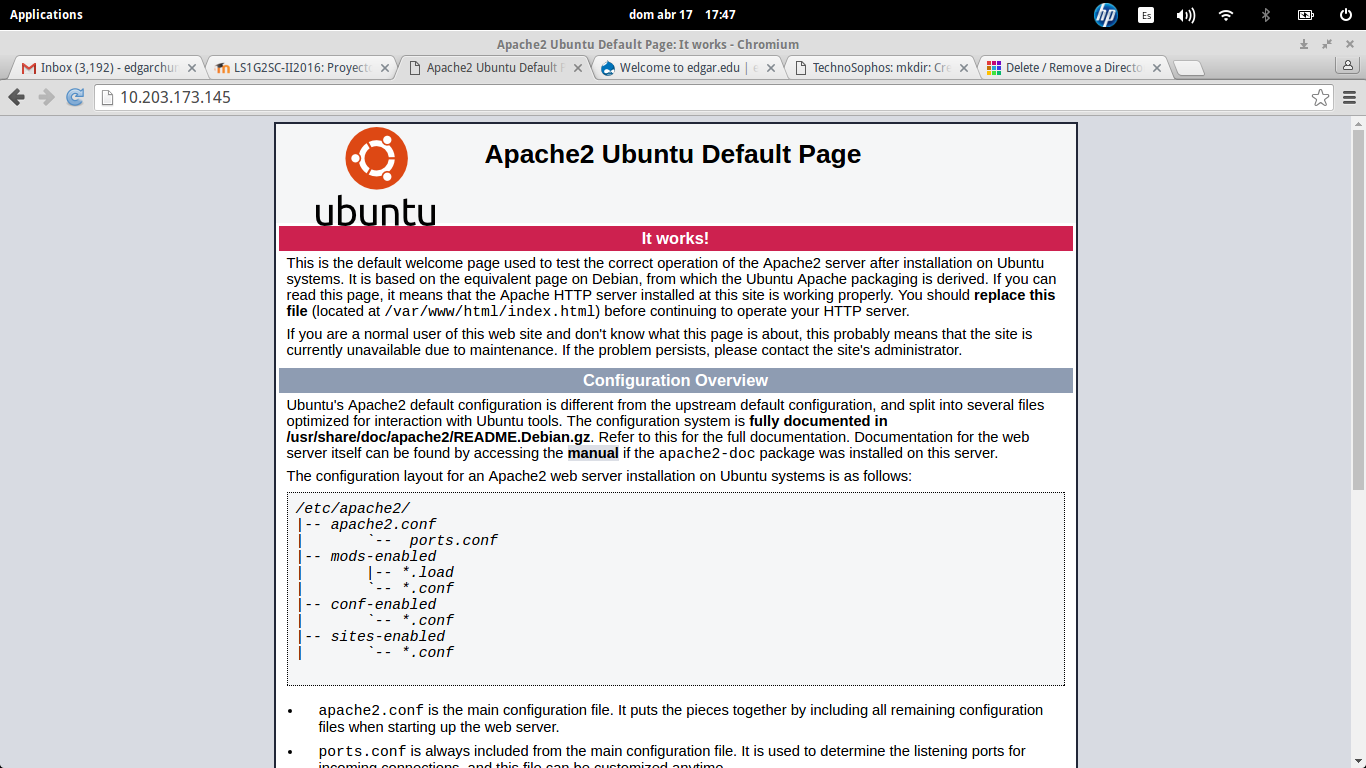 Applications
dom abr 17 17:47
hp
Es
Apache2 Ubuntu Default Page: It works - Chromium
Inbox (3,192) - edgarchur
LS1G2SC-II2016: Proyecto
Apache2 Ubuntu Default P
Welcome to edgar.edu | e
TechnoSophos: mkdir: Cre
Delete / Remove a Directo
10.203.173.145
ubuntu
Apache2 Ubuntu Default Page
It works!
This is the default welcome page used to test the correct operation of the Apache2 server after installation on Ubuntu
systems. It is based on the equivalent page on Debian, from which the Ubuntu Apache packaging is derived. If you can
read this page, it means that the Apache HTTP server installed at this site is working properly. You should replace this
file (located at /var/www/html/index.html) before continuing to operate your HTTP server.
If you are a normal user of this web site and don't know what this page is about, this probably means that the site is
currently unavailable due to maintenance. If the problem persists, please contact the site's administrator.
Configuration Overview
Ubuntu's Apache2 default configuration is different from the upstream default configuration, and split into several files
optimized for interaction with Ubuntu tools. The configuration system is fully documented in
/usr/share/doc/apache2/README.Debian.gz. Refer to this for the full documentation. Documentation for the web
server itself can be found by accessing the manual if the apache2-doc package was installed on this server.
The configuration layout for an Apache2 web server installation on Ubuntu systems is as follows:
/etc/apache2/
|-- apache2.conf
|       `--  ports.conf
|-- mods-enabled
|       |-- *.load
|       `-- *.conf
|-- conf-enabled
|       `-- *.conf
|-- sites-enabled
|       `-- *.conf
• apache2.conf is the main configuration file. It puts the pieces together by including all remaining configuration
files when starting up the web server.
• ports.conf is always included from the main configuration file. It is used to determine the listening ports for
incoming connections, and this file can be customized anytime.